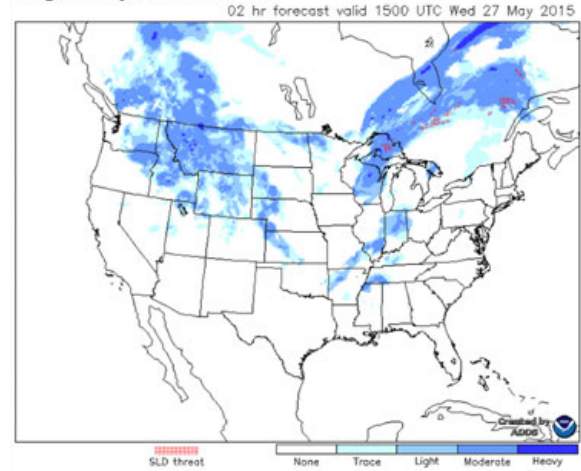 02 hr forecast valid 1500 UTC Wed 27 May 2015
Created by
ADDS
SLD threat
None Trace Light Moderate Heavy